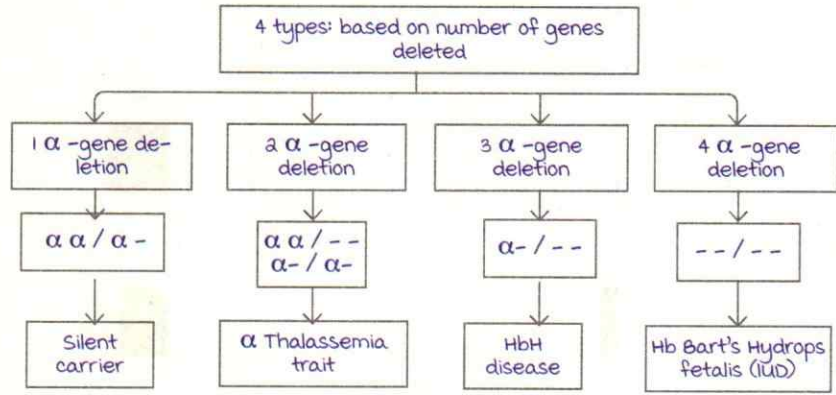 4 types: based on number of genes
deleted
1 α -gene de-
letion
2 α -gene
deletion
3 α -gene
deletion
4 α -gene
deletion
α α / α -
α α / - -
α- / α-
α- / - -
- - / - -
Silent
carrier
α Thalassemia
trait
HbH
disease
Hb Bart's Hydrops
fetalis (IUD)